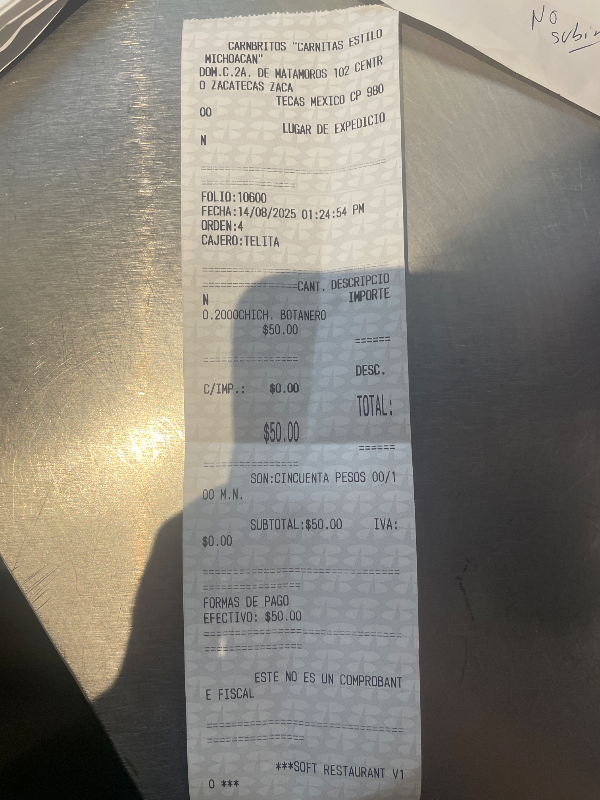 No
CARNBRITOS "CARNITAS ESTILO
MICHOACAN"
DOM.C.2A. DE MATAMOROS 102 CENTR
O ZACATECAS ZACA
TECAS MEXICO CP 980
00
LUGAR DE EXPEDICIO
N
================================
================
FOLIO:10600
FECHA:14/08/2025 01:24:54 PM
ORDEN:4
CAJERO:TELITA
================================
================CANT. DESCRIPCIO
N IMPORTE
0.2000CHICH. BOTANERO
$50.00
======
================
DESC.
C/IMP.: $0.00
TOTAL:
$50.00
======
================
SON:CINCUENTA PESOS 00/1
00 M.N.
SUBTOTAL:$50.00 IVA:
$0.00
================================
================
FORMAS DE PAGO
EFECTIVO: $50.00
================================
================
ESTE NO ES UN COMPROBANT
E FISCAL
================================
================
***SOFT RESTAURANT V1
0 ***